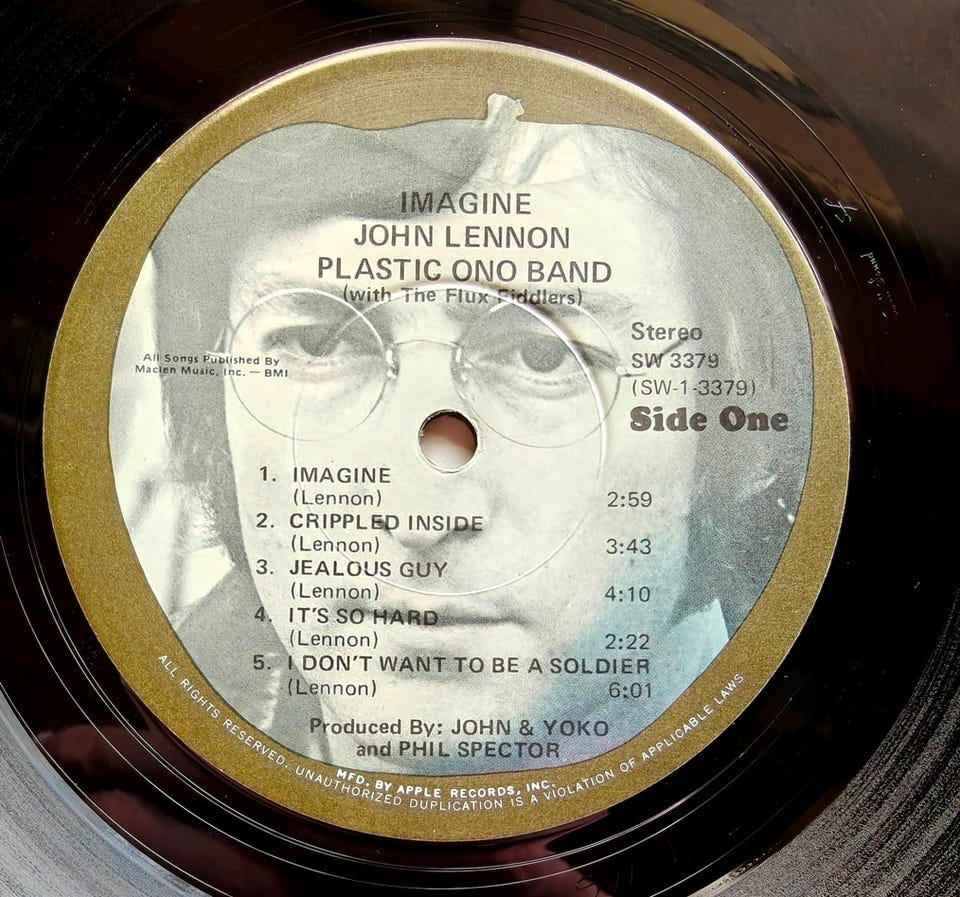 IMAGINE
JOHN LENNON
PLASTIC ONO BAND
(with The Flux Fiddlers)
All Songs Published By
Maclen Music, Inc. — BMI
Stereo
SW 3379
(SW-1-3379)
Side One
1. IMAGINE
(Lennon) 2:59
2. CRIPPLED INSIDE
(Lennon) 3:43
3. JEALOUS GUY
(Lennon) 4:10
4. IT'S SO HARD
(Lennon) 2:22
5. I DON'T WANT TO BE A SOLDIER
(Lennon) 6:01
Produced By: JOHN & YOKO
and PHIL SPECTOR
MFD. BY APPLE RECORDS, INC.
ALL RIGHTS RESERVED. UNAUTHORIZED DUPLICATION IS A VIOLATION OF APPLICABLE LAWS